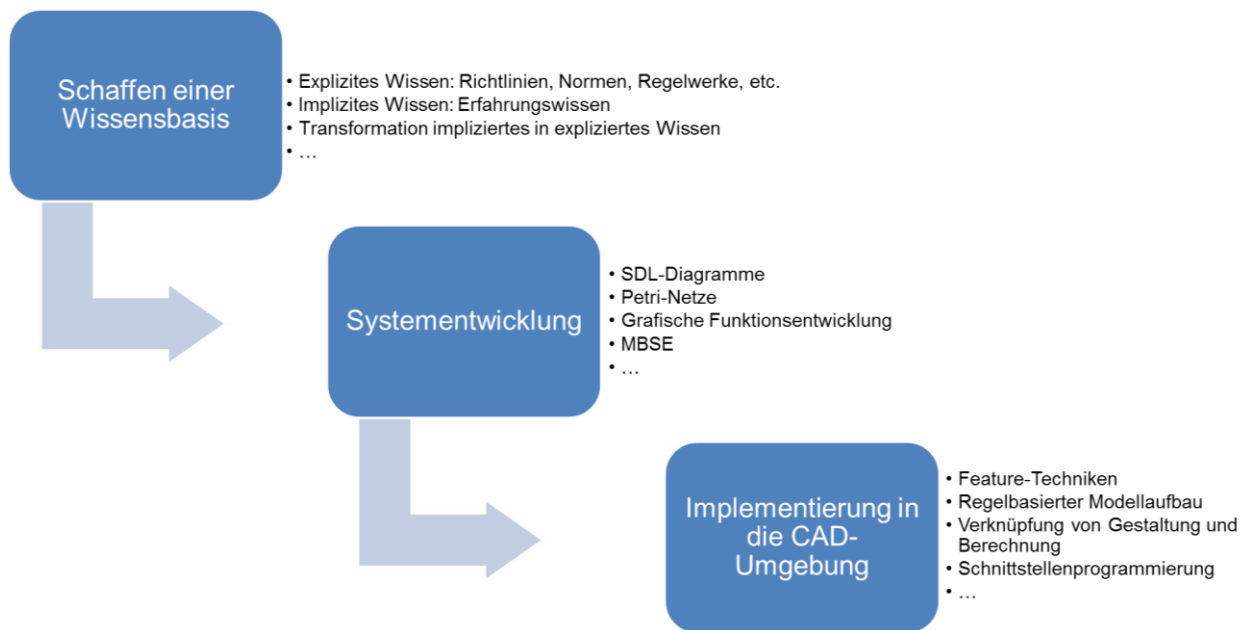 Schaffen einer
Wissensbasis
• Explizites Wissen: Richtlinien, Normen, Regelwerke, etc.
• Implizites Wissen: Erfahrungswissen
• Transformation impliziertes in expliziertes Wissen
• …
Systementwicklung
• SDL-Diagramme
• Petri-Netze
• Grafische Funktionsentwicklung
• MBSE
• …
Implementierung in
die CAD-
Umgebung
• Feature-Techniken
• Regelbasierter Modellaufbau
• Verknüpfung von Gestaltung und
Berechnung
• Schnittstellenprogrammierung
• …